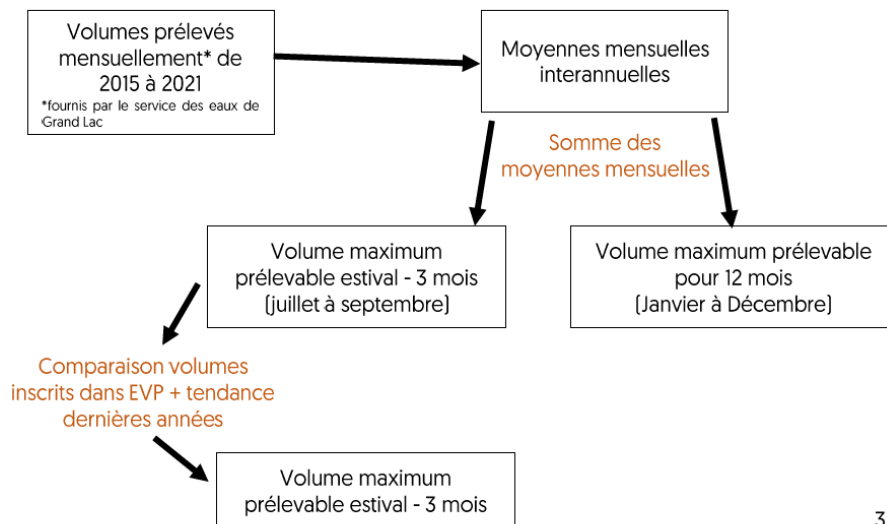 Volumes prélevés
mensuellement* de
2015 à 2021
*fournis par le service des eaux de
Grand Lac
Moyennes mensuelles
interannuelles
Somme des
moyennes mensuelles
Volume maximum
prélevable estival - 3 mois
(juillet à septembre)
Volume maximum prélevable
pour 12 mois
(Janvier à Décembre)
Comparaison volumes
inscrits dans EVP + tendance
dernières années
Volume maximum
prélevable estival - 3 mois
3